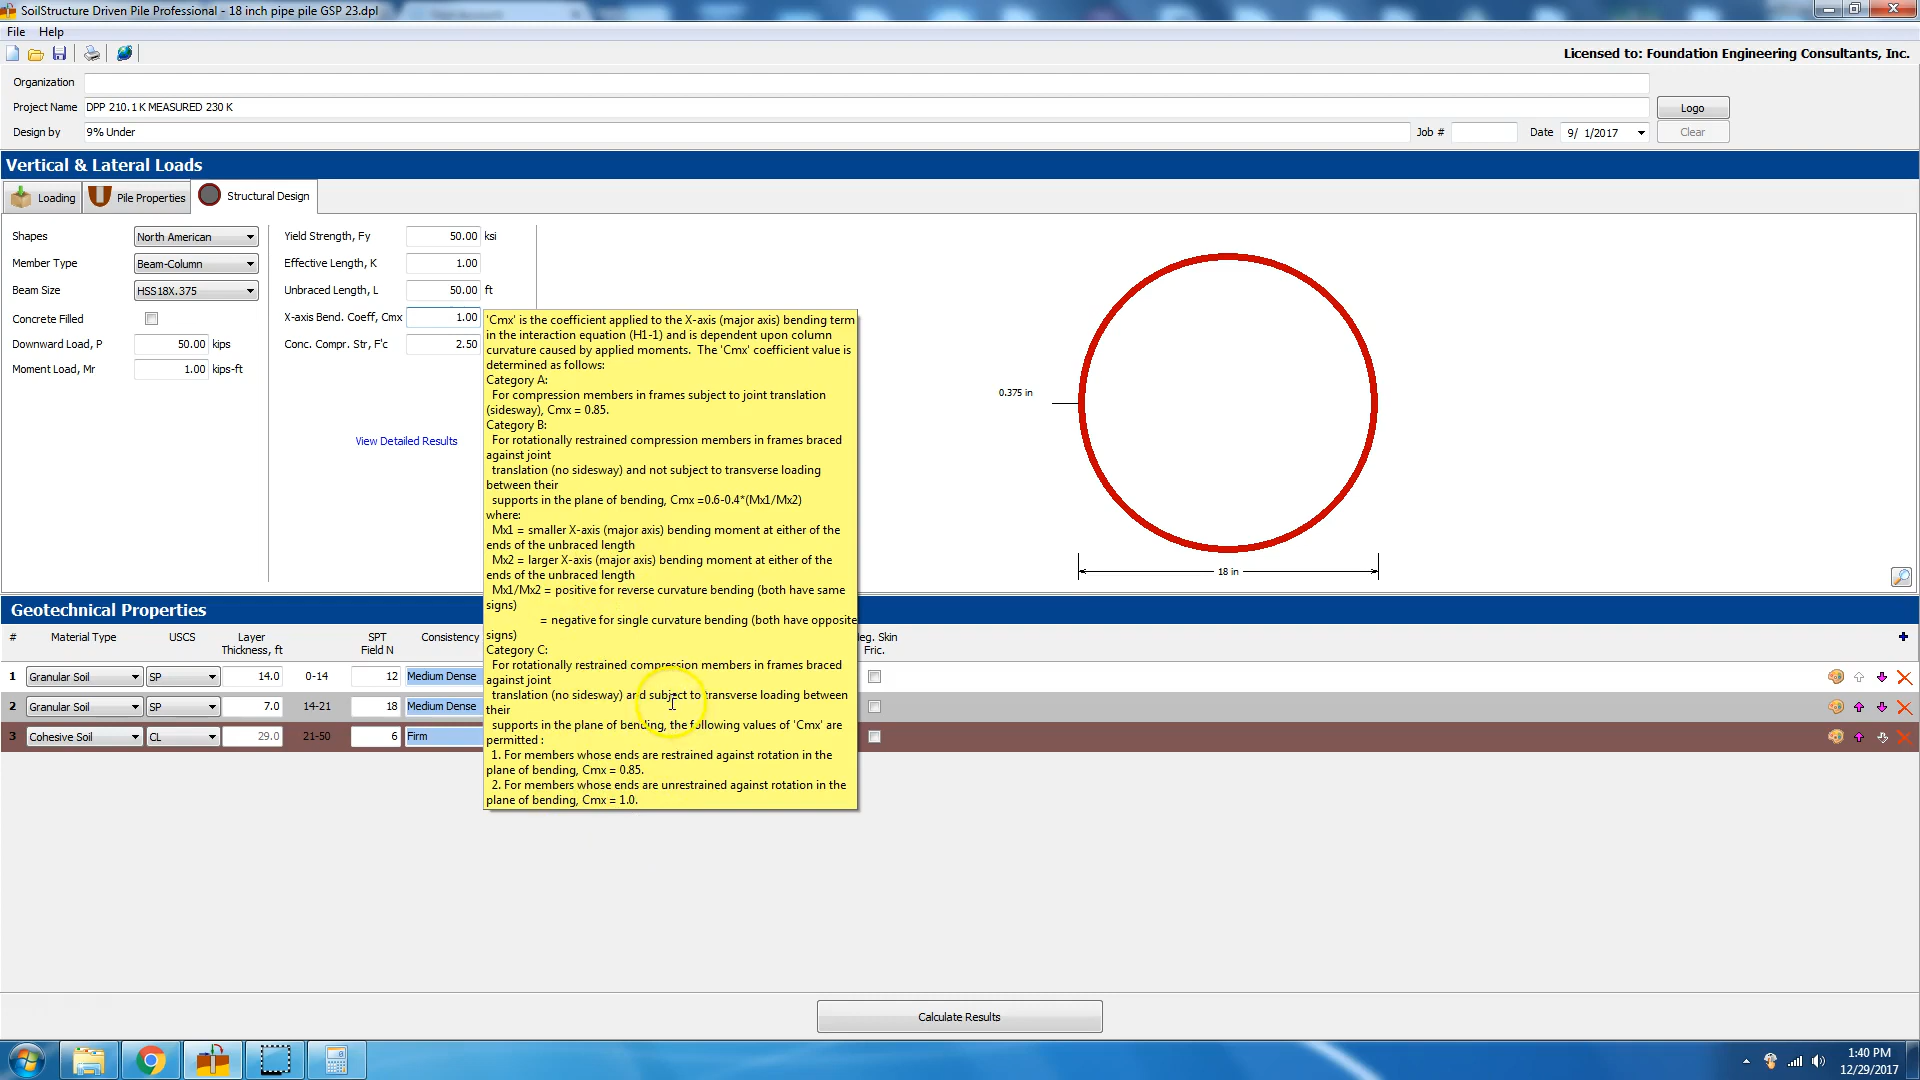 SoilStructure Driven Pile Professional - 18 inch pipe pile GSP 23.dpl
File Help
Licensed to: Foundation Engineering Consultants, Inc.
Organization
Project Name DPP 210.1 K MEASURED 230 K Logo
Design by 9% Under Job # Date 9/ 1/2017 Clear
Vertical & Lateral Loads
Loading Pile Properties Structural Design
Shapes North American
Member Type Beam-Column
Beam Size HSS18X.375
Concrete Filled
Downward Load, P 50.00 kips
Moment Load, Mr 1.00 kips-ft
Yield Strength, Fy 50.00 ksi
Effective Length, K 1.00
Unbraced Length, L 50.00 ft
X-axis Bend. Coeff, Cmx 1.00
Conc. Compr. Str, F'c 2.50
View Detailed Results
'Cmx' is the coefficient applied to the X-axis (major axis) bending term
in the interaction equation (H1-1) and is dependent upon column
curvature caused by applied moments. The 'Cmx' coefficient value is
determined as follows:
Category A:
For compression members in frames subject to joint translation
(sidesway), Cmx = 0.85.
Category B:
For rotationally restrained compression members in frames braced
against joint
translation (no sidesway) and not subject to transverse loading
between their
supports in the plane of bending, Cmx =0.6-0.4*(Mx1/Mx2)
where:
Mx1 = smaller X-axis (major axis) bending moment at either of the
ends of the unbraced length
Mx2 = larger X-axis (major axis) bending moment at either of the
ends of the unbraced length
Mx1/Mx2 = positive for reverse curvature bending (both have same
signs)
= negative for single curvature bending (both have opposite
signs)
Category C:
For rotationally restrained compression members in frames braced
against joint
translation (no sidesway) and subject to transverse loading between
their
supports in the plane of bending, the following values of 'Cmx' are
permitted :
1. For members whose ends are restrained against rotation in the
plane of bending, Cmx = 0.85.
2. For members whose ends are unrestrained against rotation in the
plane of bending, Cmx = 1.0.
0.375 in
18 in
Geotechnical Properties
# Material Type USCS Layer Thickness, ft SPT Field N Consistency eg. Skin Fric.
1 Granular Soil SP 14.0 0-14 12 Medium Dense
2 Granular Soil SP 7.0 14-21 18 Medium Dense
3 Cohesive Soil CL 29.0 21-50 6 Firm
Calculate Results
1:40 PM
12/29/2017